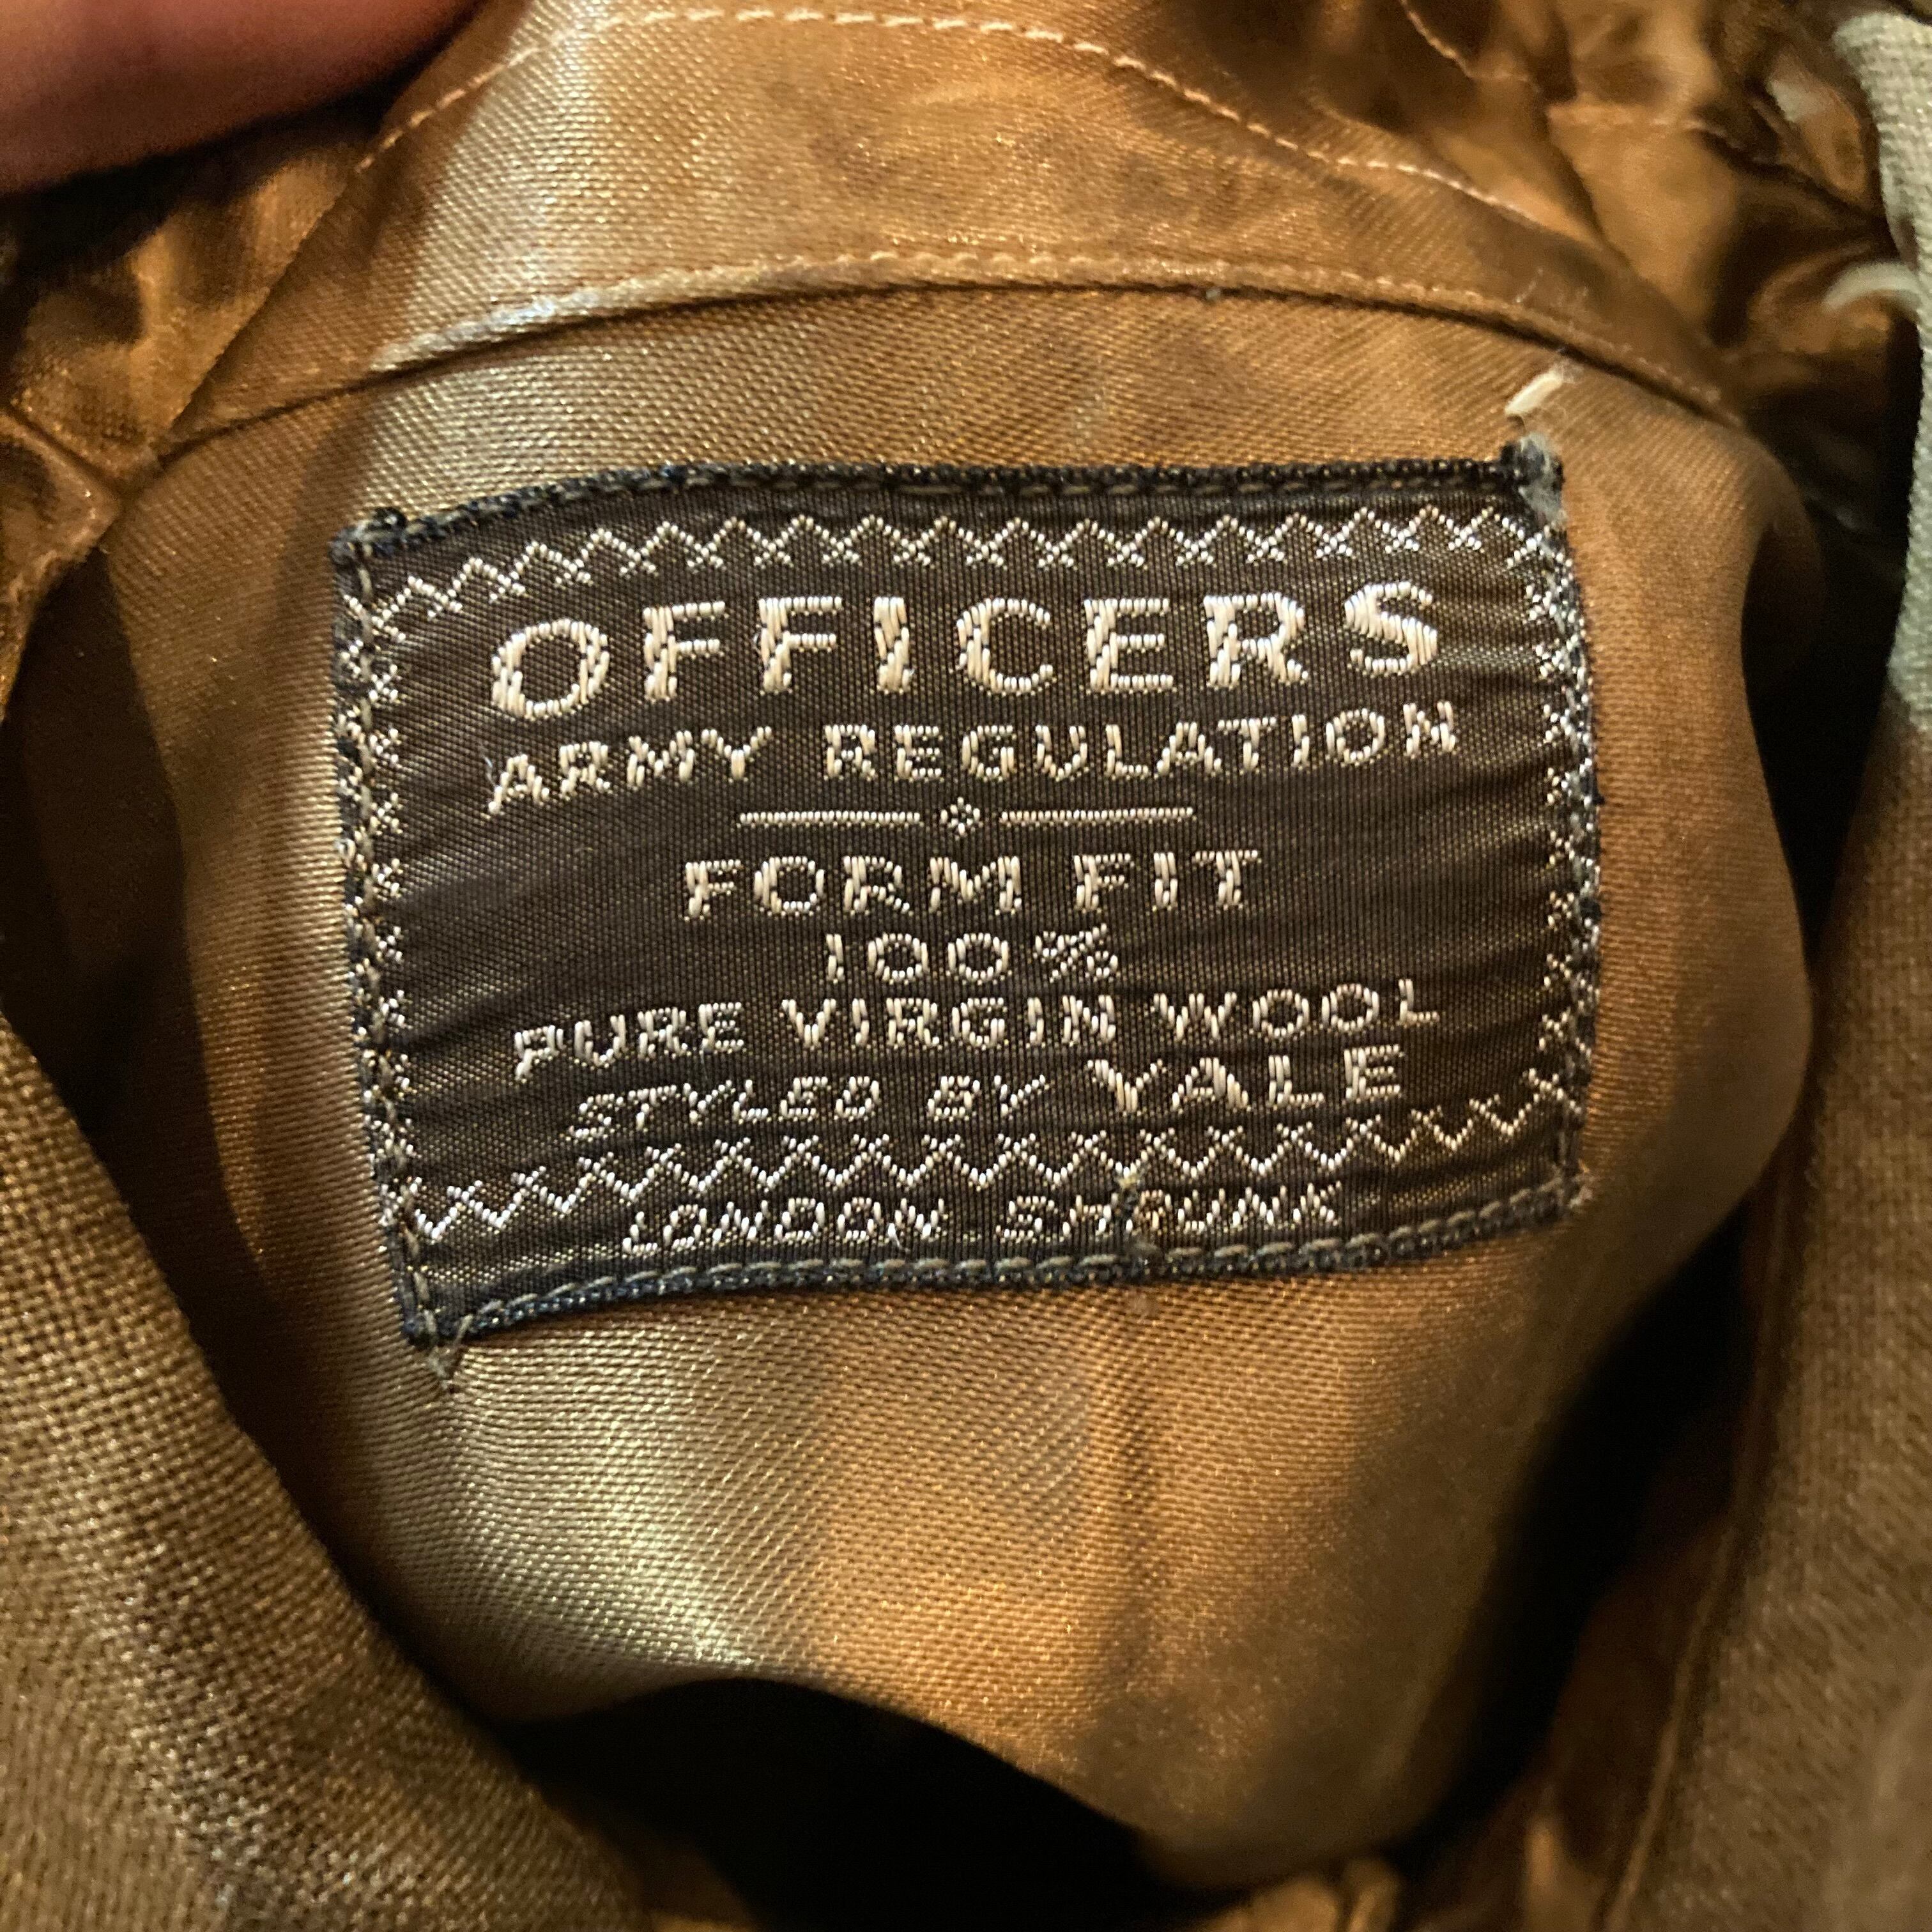 OFFICERS
ARMY REGULATION
FORM FIT
100%
PURE VIRGIN WOOL
STYLED BY YALE
LONDON SHRUNK